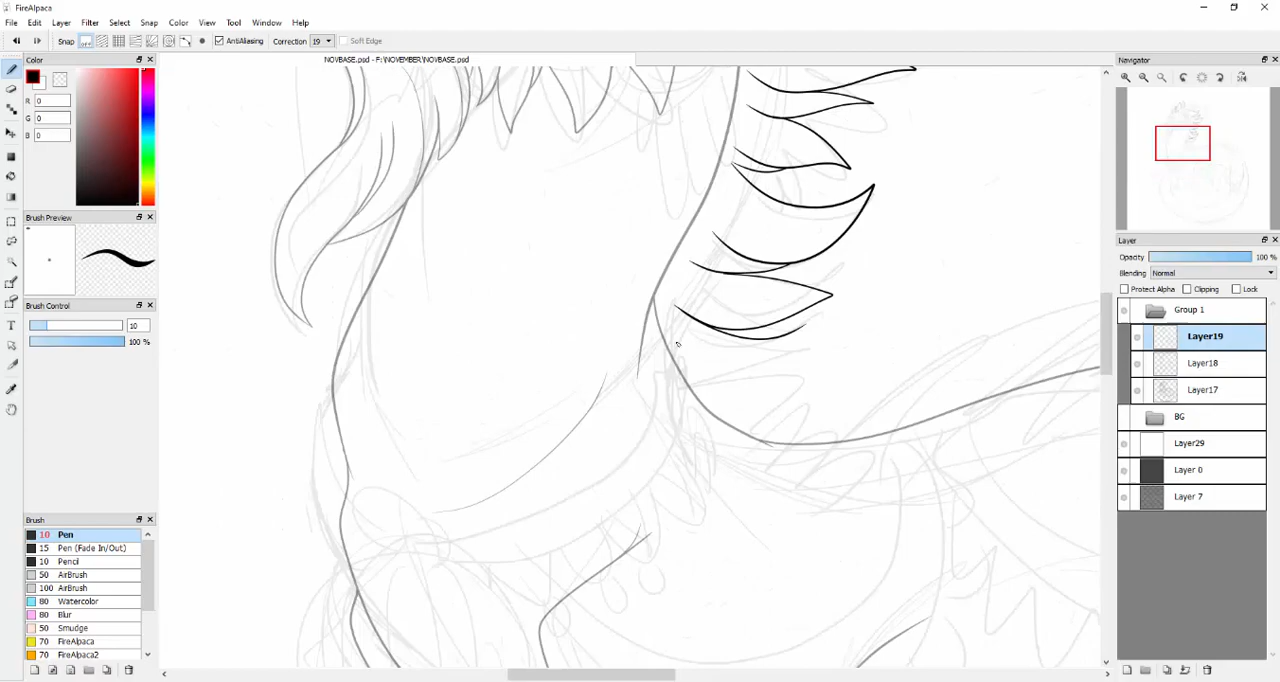 FireAlpaca
File Edit Layer Filter Select Snap Color View Tool Window Help
Snap OFF AntiAliasing Correction 19 Soft Edge
Color
NOVBASE.psd - F:\NOVEMBER\NOVBASE.psd
Navigator
R 0
G 0
B 0
Brush Preview
Layer
Opacity 100 %
Blending Normal
Protect Alpha Clipping Lock
Brush Control
Group 1
10
100 %
Layer19
Layer18
Layer17
BG
Layer29
Layer 0
Layer 7
Brush
10 Pen
15 Pen (Fade In/Out)
10 Pencil
50 AirBrush
100 AirBrush
80 Watercolor
80 Blur
50 Smudge
70 FireAlpaca
70 FireAlpaca2